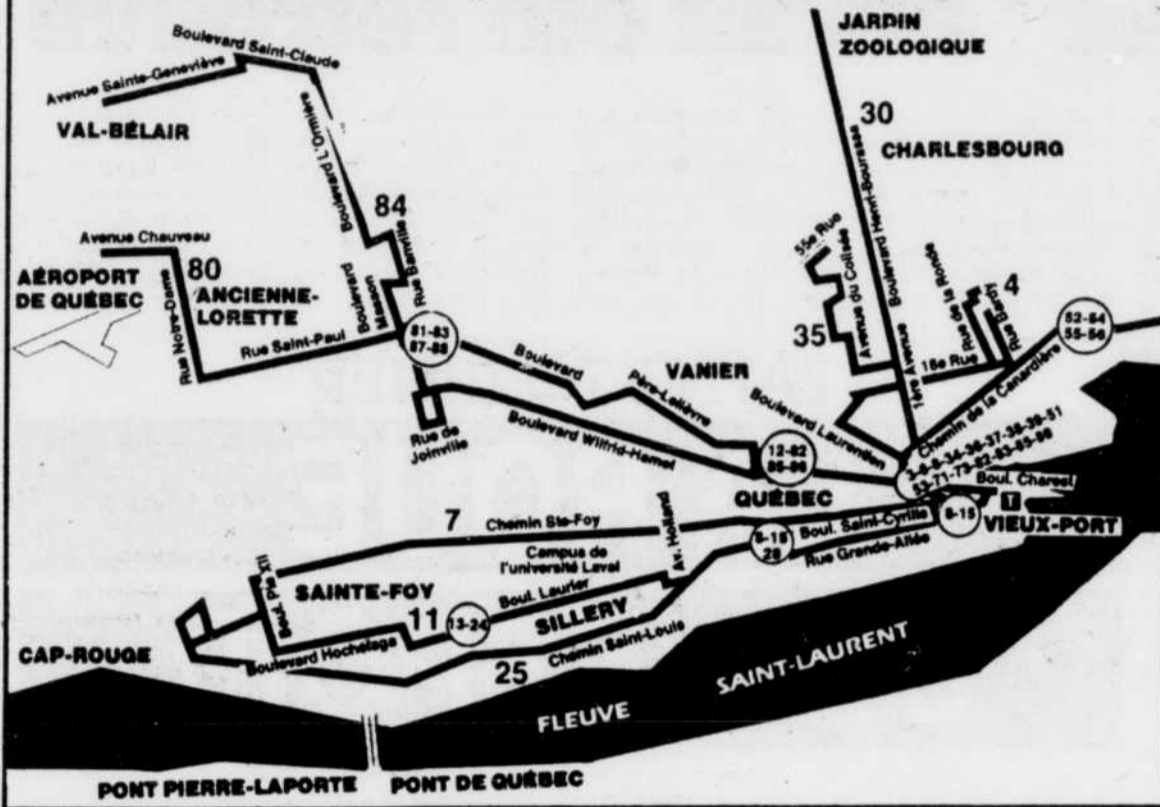 JARDIN
ZOOLOGIQUE
Boulevard Saint-Claude
Avenue Sainte-Geneviève
VAL-BÉLAIR
Boulevard L'Ormière
84
30
Boulevard Henri-Bourassa
CHARLESBOURG
Avenue Chauveau
AÉROPORT
DE QUÉBEC
80
ANCIENNE-
LORETTE
Rue Notre-Dame
Rue Saint-Paul
Boulevard
Masson
Rue Banville
81-83
87-88
55e Rue
35
Avenue du Colisée
1ère Avenue
Rue de la Ronde
4
Rue Bardy
18e Rue
52-54
55-56
Chemin de la Canardière
Boulevard
Père-Lelièvre
VANIER
Boulevard Laurentien
Rue de
Joinville
Boulevard Wilfrid-Hamel
12-82
QUÉBEC
Boul. Charest
T
VIEUX-PORT
8-15
7
Chemin Ste-Foy
Av. Holland
28
Boul. Saint-Cyrille
Rue Grande-Allée
Campus de
l'université Laval
Boul. Pie XII
SAINTE-FOY
11
13-24
Boul. Laurier
SILLERY
CAP-ROUGE
Boulevard Hochelaga
25
Chemin Saint-Louis
FLEUVE
SAINT-LAURENT
PONT PIERRE-LAPORTE
PONT DE QUÉBEC